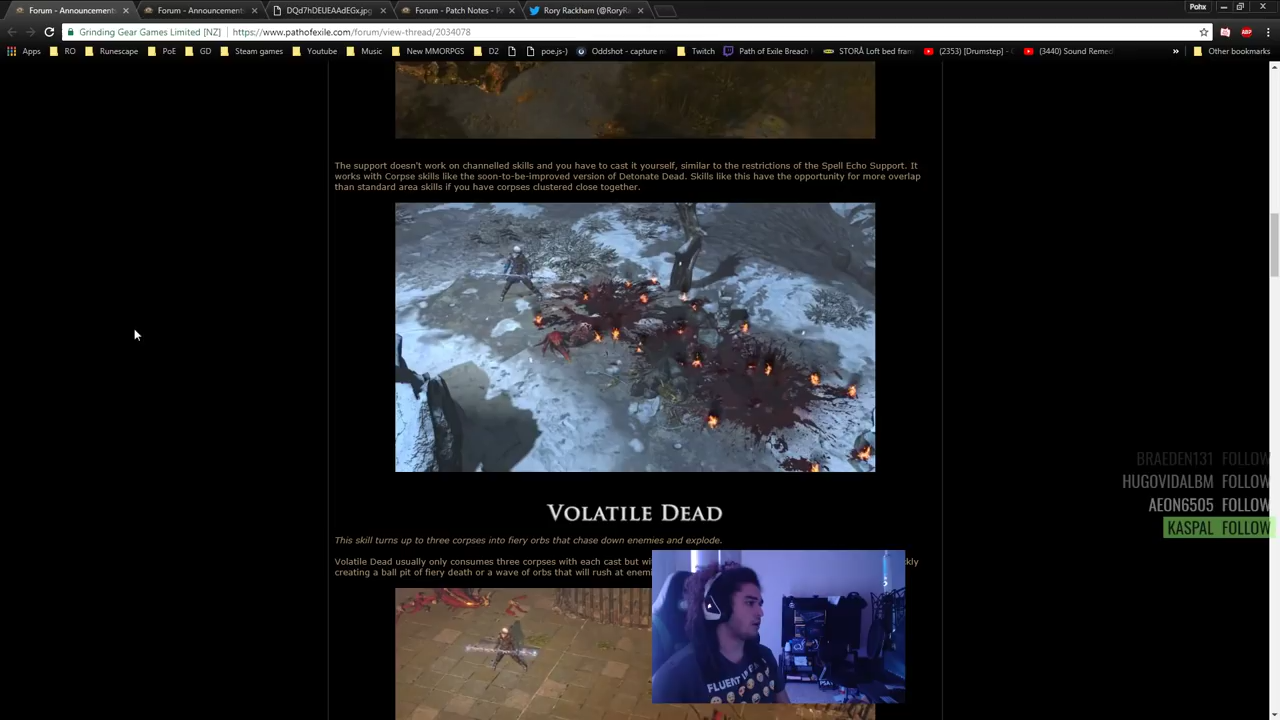 Forum - Announcement
Forum - Announcement
DQd7hDEUEAAdEGx.jpg
Forum - Patch Notes - P
Rory Rackham (@RoryRa
Pohx
Grinding Gear Games Limited [NZ] https://www.pathofexile.com/forum/view-thread/2034078
Apps RO Runescape PoE GD Steam games Youtube Music New MMORPGS D2 poe.js-) Oddshot - capture m Twitch Path of Exile Breach STORÅ Loft bed fram (2353) [Drumstep] - (3440) Sound Remed » Other bookmarks
The support doesn't work on channelled skills and you have to cast it yourself, similar to the restrictions of the Spell Echo Support. It
works with Corpse skills like the soon-to-be-improved version of Detonate Dead. Skills like this have the opportunity for more overlap
than standard area skills if you have corpses clustered close together.
BRAEDEN131 FOLLOW
HUGOVIDALBM FOLLOW
AEON6505 FOLLOW
KASPAL FOLLOW
VOLATILE DEAD
This skill turns up to three corpses into fiery orbs that chase down enemies and explode.
Volatile Dead usually only consumes three corpses with each cast but wi
creating a ball pit of fiery death or a wave of orbs that will rush at enemi
FLUENT